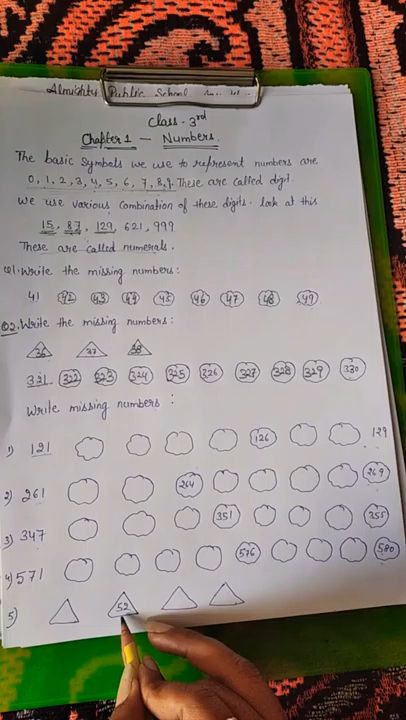 Almighty Public School
Class - 3rd
Chapter 1 - Numbers.
The basic symbols we use to represent numbers are
0, 1, 2, 3, 4, 5, 6, 7, 8, 9. These are called digit.
We use various combination of these digits. look at this
15, 87, 129, 621, 999
These are called numerals.
Q1. Write the missing numbers:
41 42 43 44 45 46 47 48 49
Q2. Write the missing numbers:
36 37 38
321 322 323 324 325 326 327 328 329 330
Write missing numbers :
1) 121 126 129
2) 261 264 269
3) 347 351 355
4) 571 576 580
5) 52